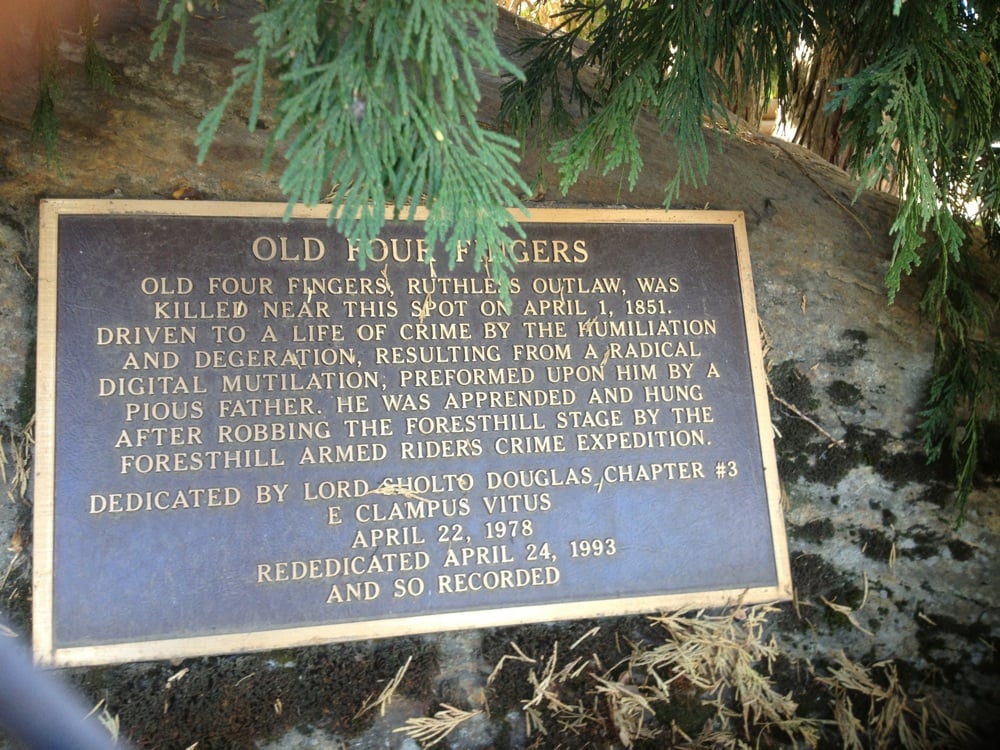 OLD FOUR FINGERS
OLD FOUR FINGERS, RUTHLESS OUTLAW, WAS
KILLED NEAR THIS SPOT ON APRIL 1, 1851.
DRIVEN TO A LIFE OF CRIME BY THE HUMILIATION
AND DEGERATION, RESULTING FROM A RADICAL
DIGITAL MUTILATION, PREFORMED UPON HIM BY A
PIOUS FATHER. HE WAS APPRENDED AND HUNG
AFTER ROBBING THE FORESTHILL STAGE BY THE
FORESTHILL ARMED RIDERS CRIME EXPEDITION.
DEDICATED BY LORD SHOLTO DOUGLAS CHAPTER #3
E CLAMPUS VITUS
APRIL 22, 1978
REDEDICATED APRIL 24, 1993
AND SO RECORDED